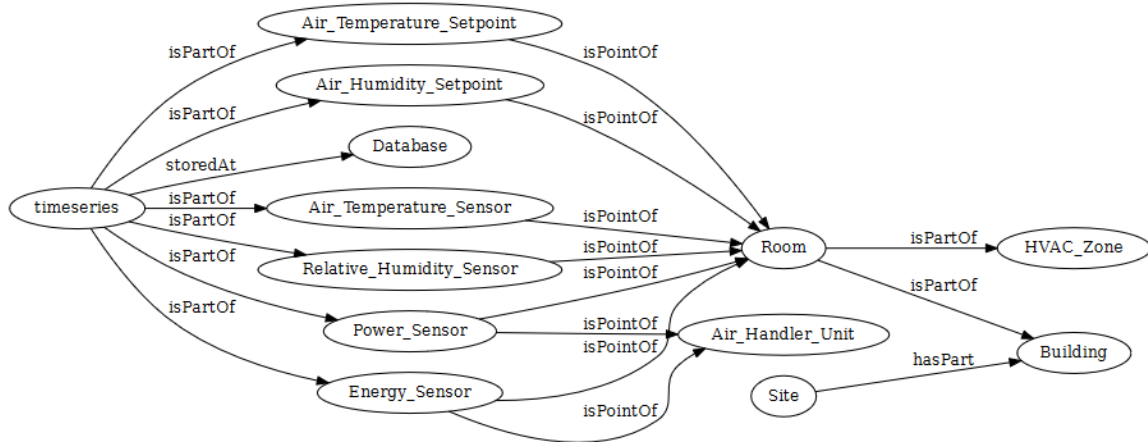 Air_Temperature_Setpoint
isPartOf
isPointOf
Air_Humidity_Setpoint
isPartOf
isPointOf
Database
storedAt
timeseries
isPartOf
Air_Temperature_Sensor
isPointOf
isPartOf
Room
isPartOf
HVAC_Zone
isPointOf
Relative_Humidity_Sensor
isPartOf
isPointOf
isPartOf
Power_Sensor
isPointOf
Air_Handler_Unit
isPartOf
isPointOf
Building
hasPart
Energy_Sensor
Site
isPointOf